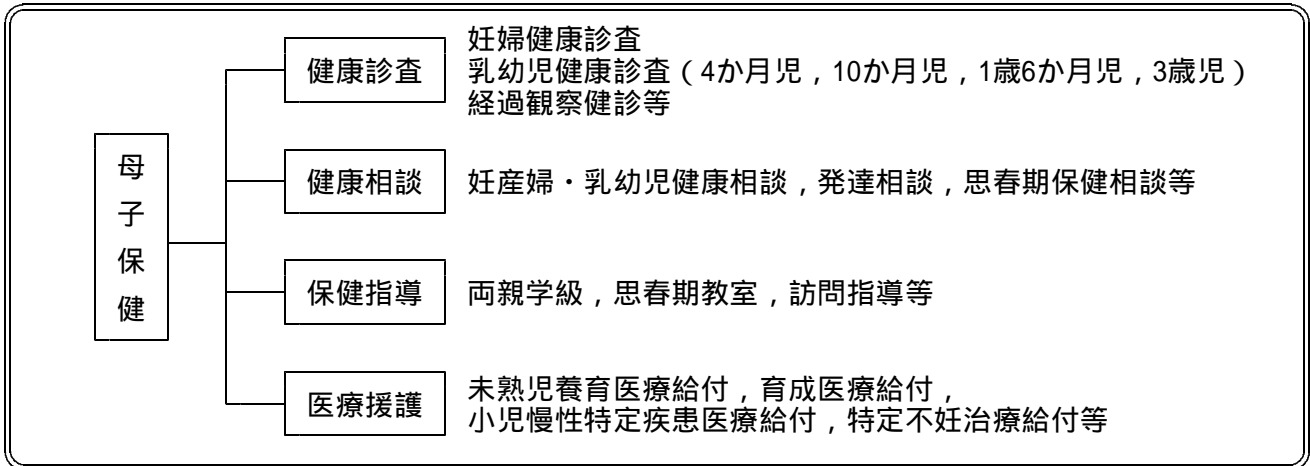 母子保健
健康診査
妊婦健康診査
乳幼児健康診査（4か月児，10か月児，1歳6か月児，3歳児）
経過観察健診等
健康相談
妊産婦・乳幼児健康相談，発達相談，思春期保健相談等
保健指導
両親学級，思春期教室，訪問指導等
医療援護
未熟児養育医療給付，育成医療給付，
小児慢性特定疾患医療給付，特定不妊治療給付等